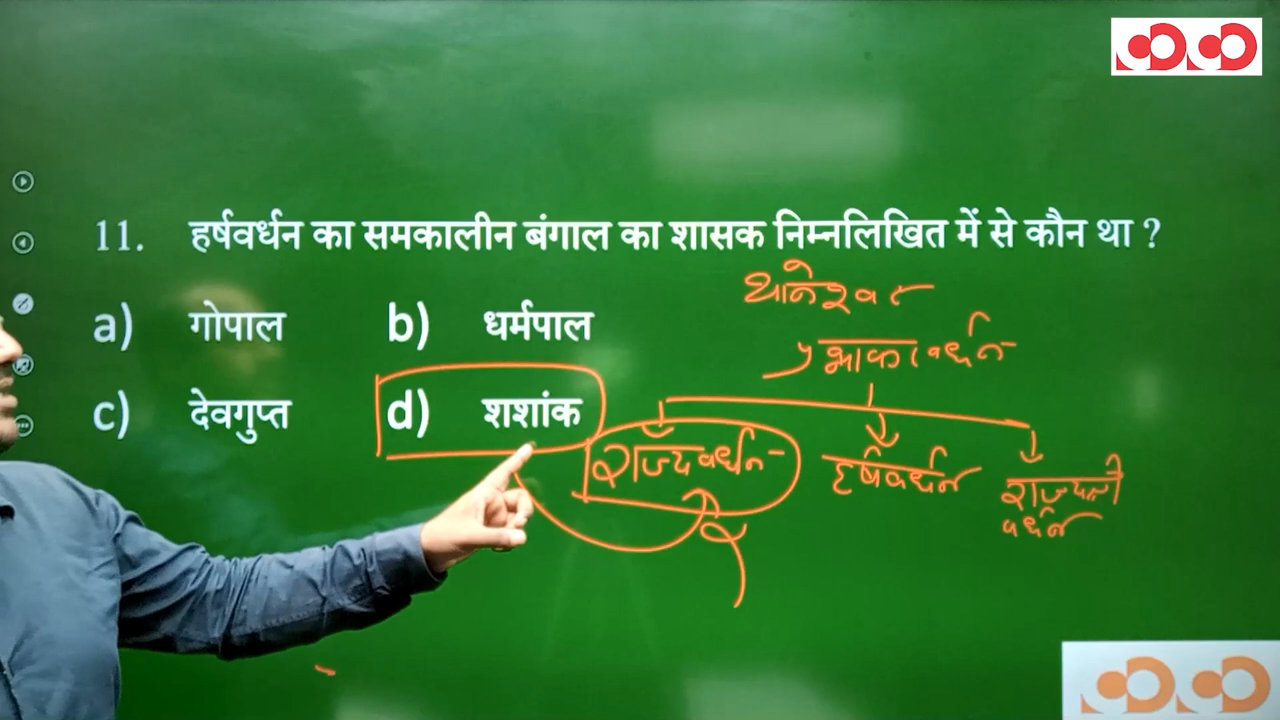 11. हर्षवर्धन का समकालीन बंगाल का शासक निम्नलिखित में से कौन था ?
थानेश्वर
a) गोपाल b) धर्मपाल
प्रभाकरवर्धन
c) देवगुप्त d) शशांक
राज्यवर्धन हर्षवर्धन राज्यश्री
वर्धन